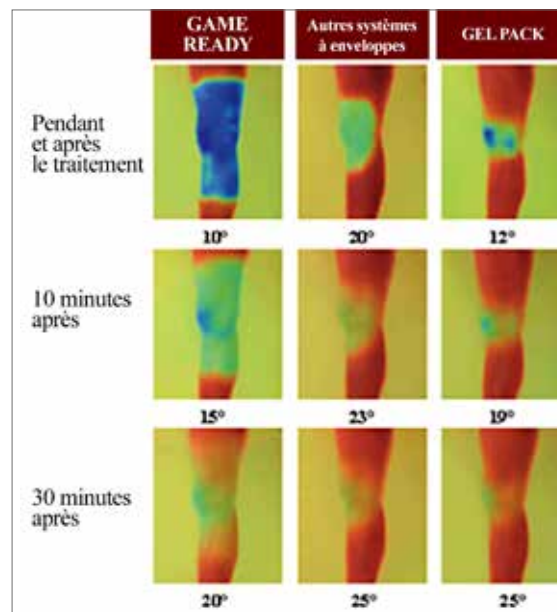 GAME
READY
Autres systèmes
à enveloppes
GEL PACK
Pendant
et après
le traitement
10°
20°
12°
10 minutes
après
15°
23°
19°
30 minutes
après
20°
25°
25°